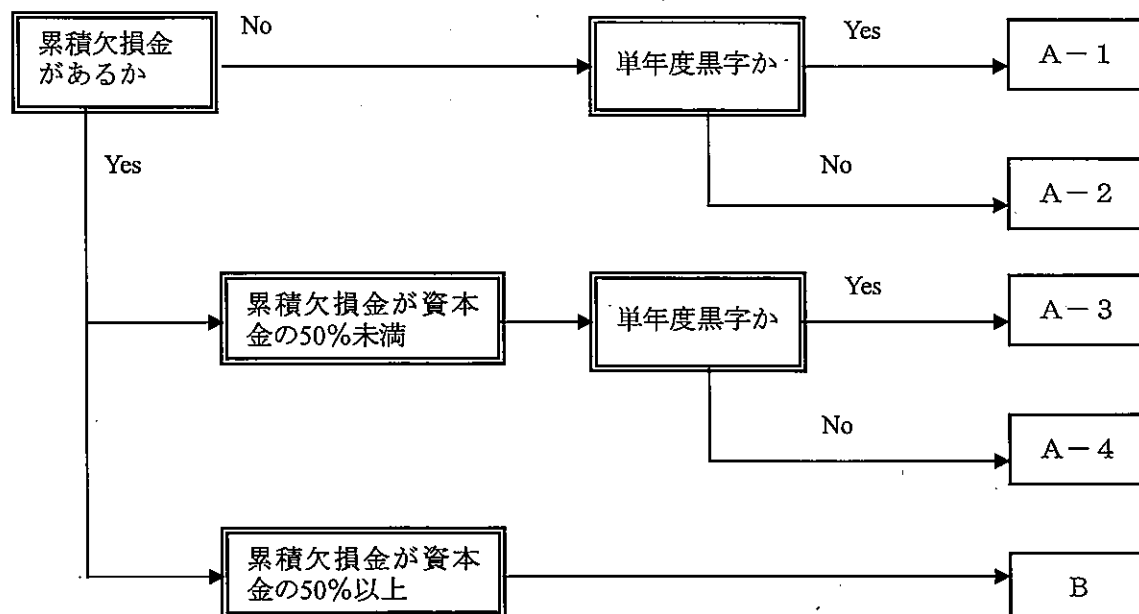 累積欠損金
があるか
No
単年度黒字か
Yes
A－1
Yes
No
A－2
累積欠損金が資本
金の50%未満
単年度黒字か
Yes
A－3
No
A－4
累積欠損金が資本
金の50%以上
B